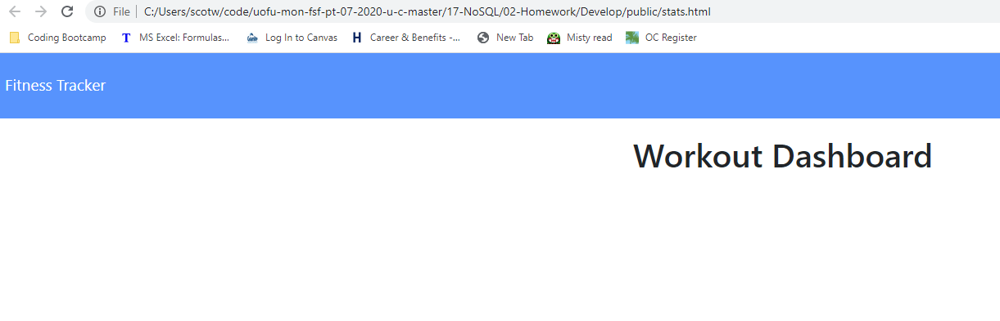 File | C:/Users/scotw/code/uofu-mon-fsf-pt-07-2020-u-c-master/17-NoSQL/02-Homework/Develop/public/stats.html
Coding Bootcamp T MS Excel: Formulas... Log In to Canvas H Career & Benefits -... New Tab Misty read OC Register
Fitness Tracker
Workout Dashboard